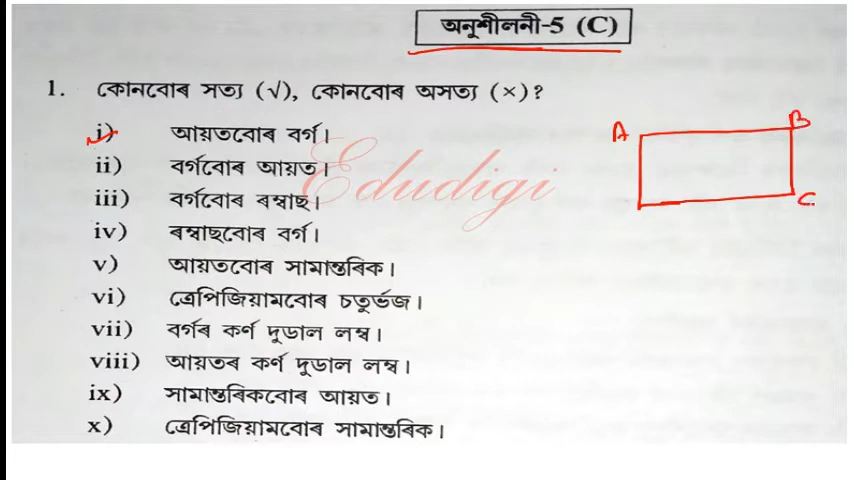 অনুশীলনী-5 (C)
1. কোনবোৰ সত্য (√), কোনবোৰ অসত্য (×)?
i) আয়তবোৰ বৰ্গ।
ii) বৰ্গবোৰ আয়ত।
iii) বৰ্গবোৰ ৰম্বাছ।
iv) ৰম্বাছবোৰ বৰ্গ।
v) আয়তবোৰ সামান্তৰিক।
vi) ত্ৰেপিজিয়ামবোৰ চতুৰ্ভজ।
vii) বৰ্গৰ কৰ্ণ দুডাল লম্ব।
viii) আয়তৰ কৰ্ণ দুডাল লম্ব।
ix) সামান্তৰিকবোৰ আয়ত।
x) ত্ৰেপিজিয়ামবোৰ সামান্তৰিক।
A B
C
Edudigi